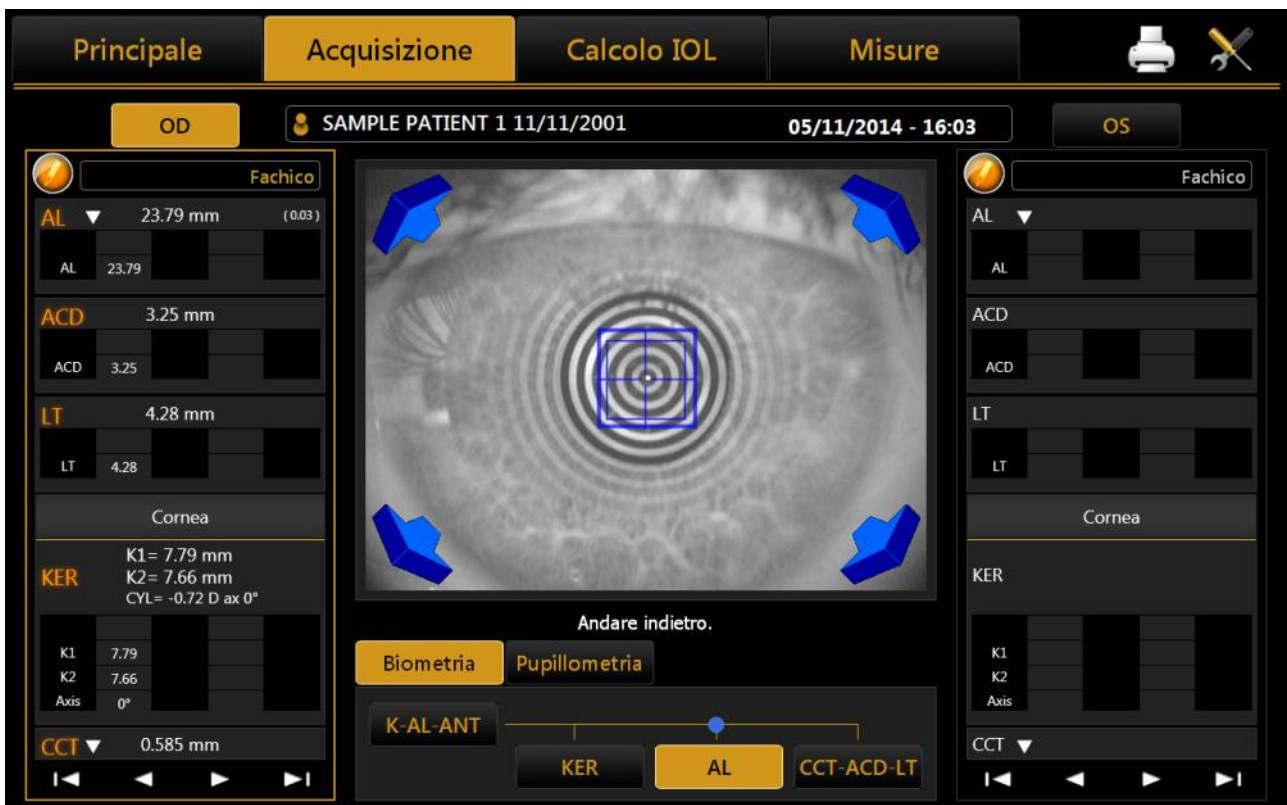 Principale Acquisizione Calcolo IOL Misure
OD SAMPLE PATIENT 1 11/11/2001 05/11/2014 - 16:03 OS
Fachico
AL 23.79 mm (0.03)
AL 23.79
ACD 3.25 mm
ACD 3.25
LT 4.28 mm
LT 4.28
Cornea
K1= 7.79 mm
KER K2= 7.66 mm
CYL= -0.72 D ax 0°
K1 7.79
K2 7.66
Axis 0°
CCT 0.585 mm
Andare indietro.
Biometria Pupillometria
K-AL-ANT
KER AL CCT-ACD-LT
Fachico
AL
AL
ACD
ACD
LT
LT
Cornea
KER
K1
K2
Axis
CCT